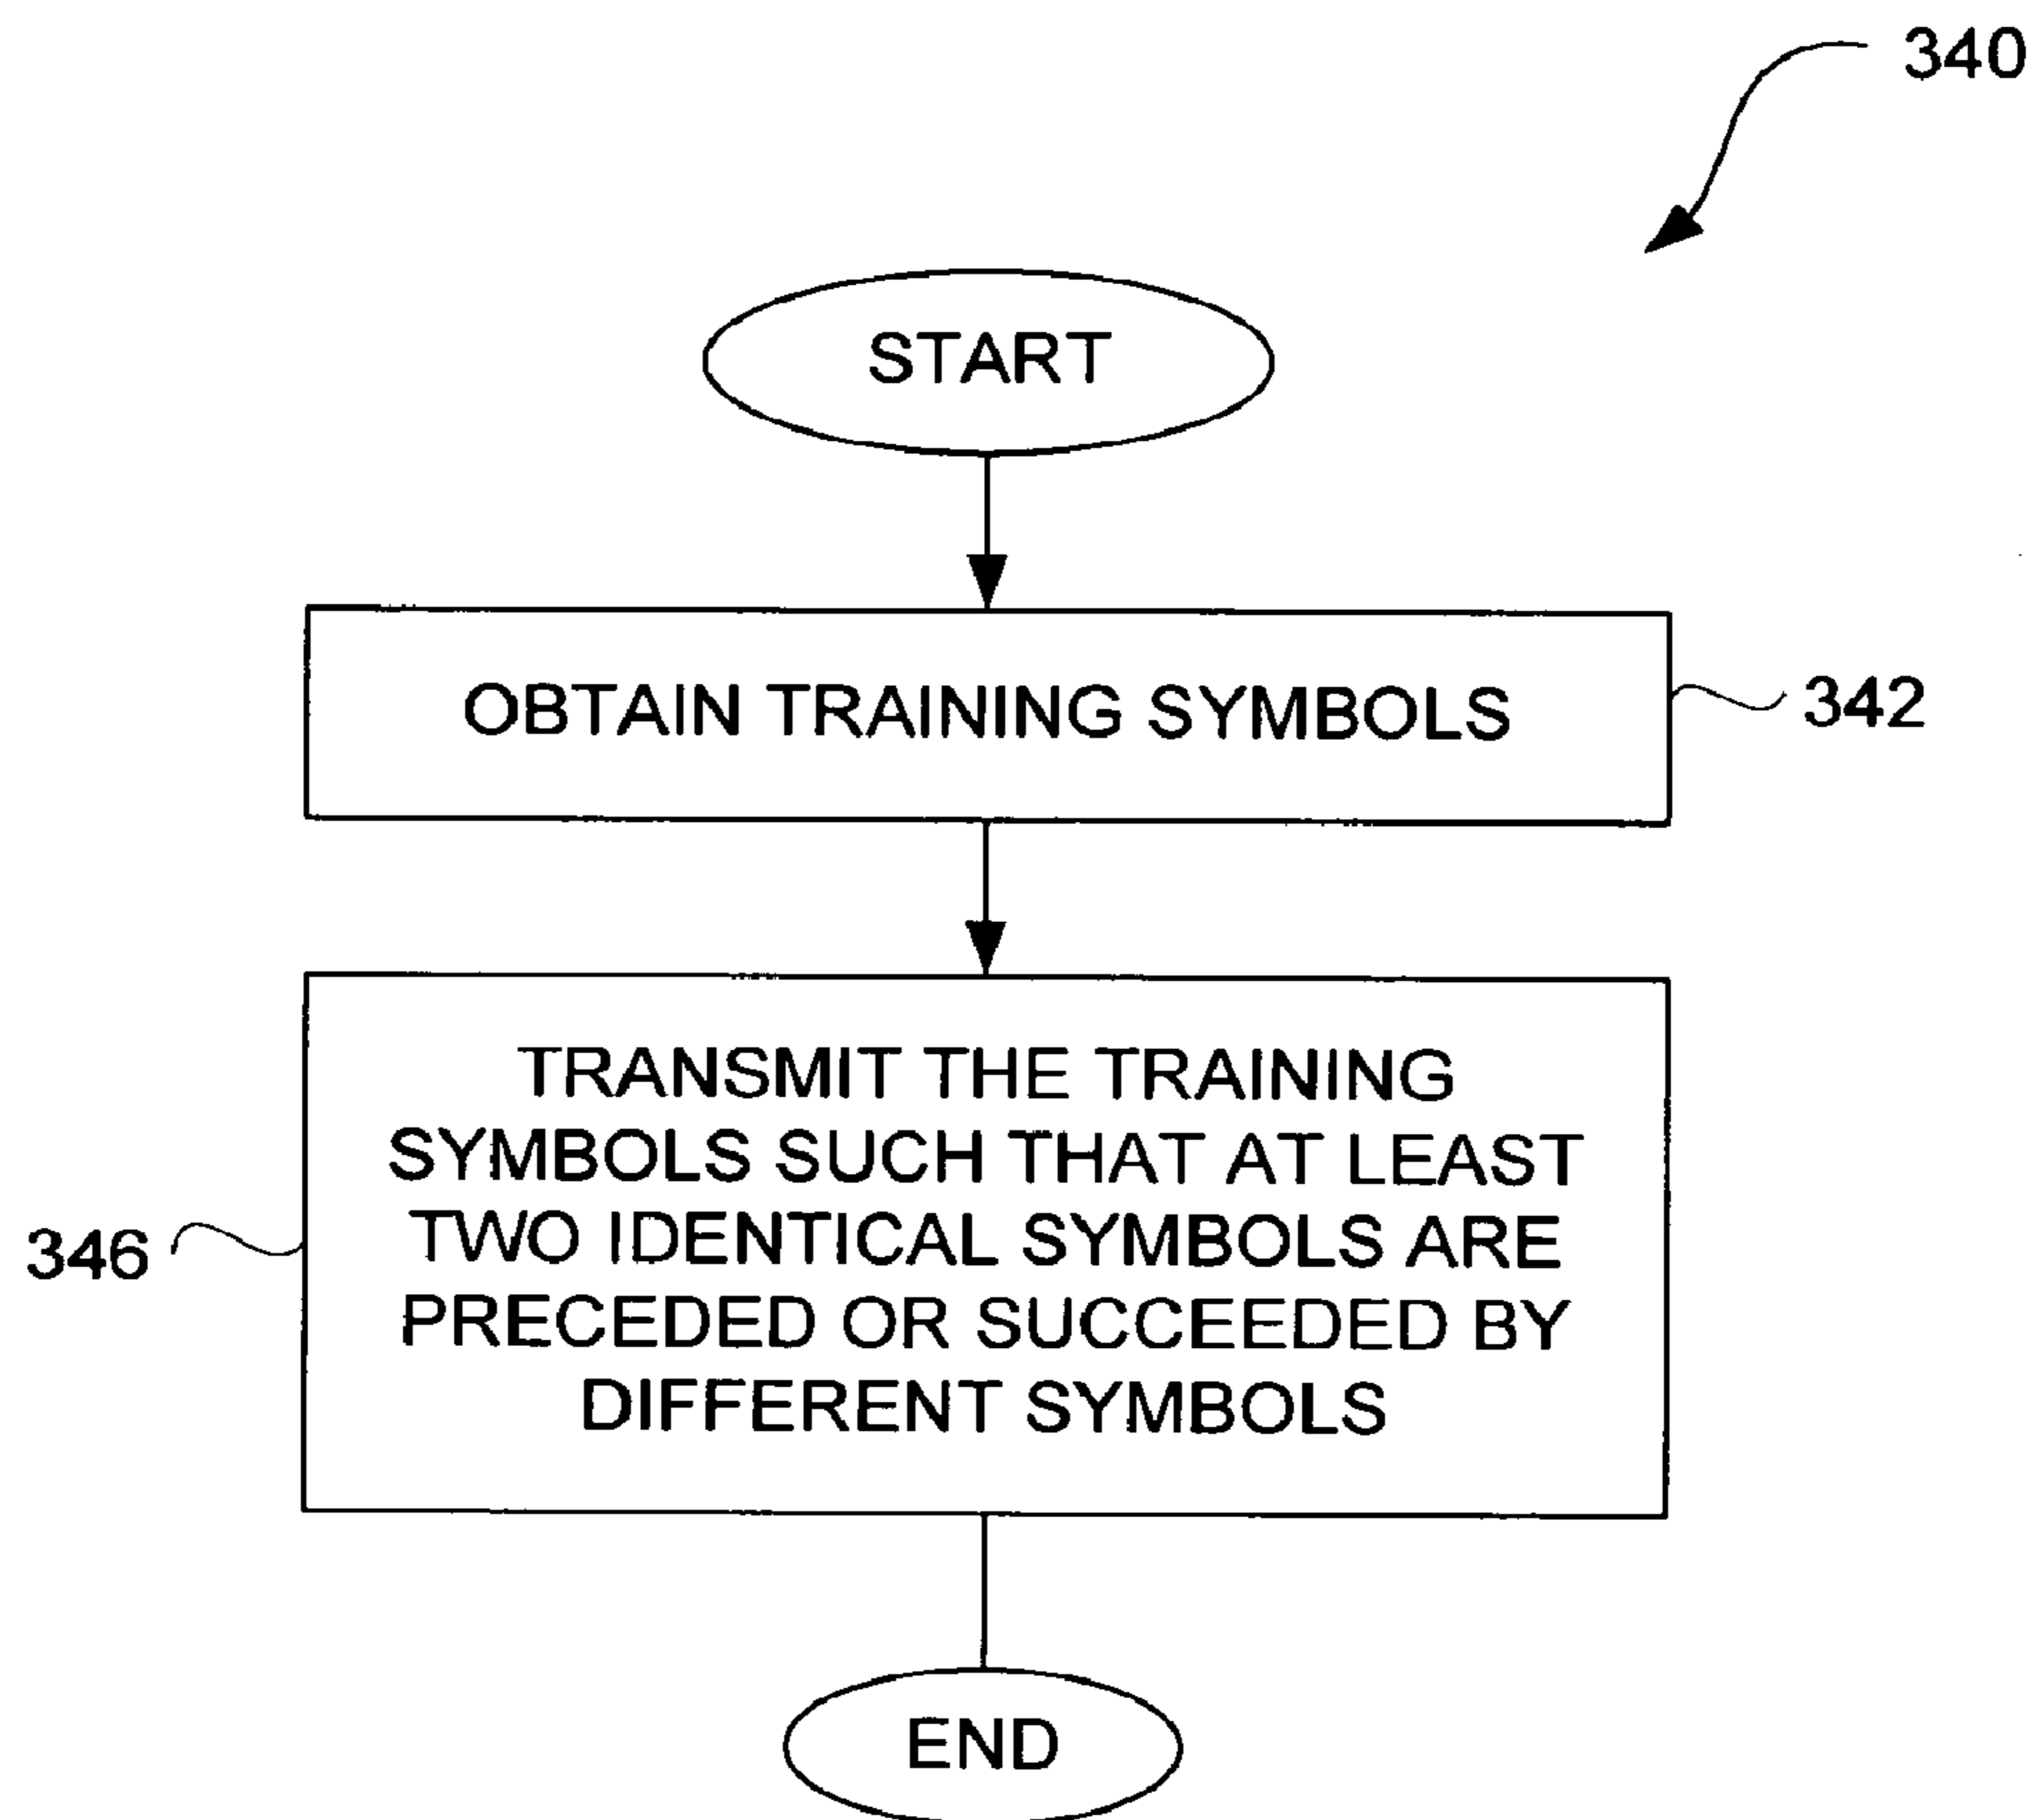 340
START
OBTAIN TRAINING SYMBOLS
342
TRANSMIT THE TRAINING
SYMBOLS SUCH THAT AT LEAST
TWO IDENTICAL SYMBOLS ARE
PRECEDED OR SUCCEEDED BY
DIFFERENT SYMBOLS
346
END